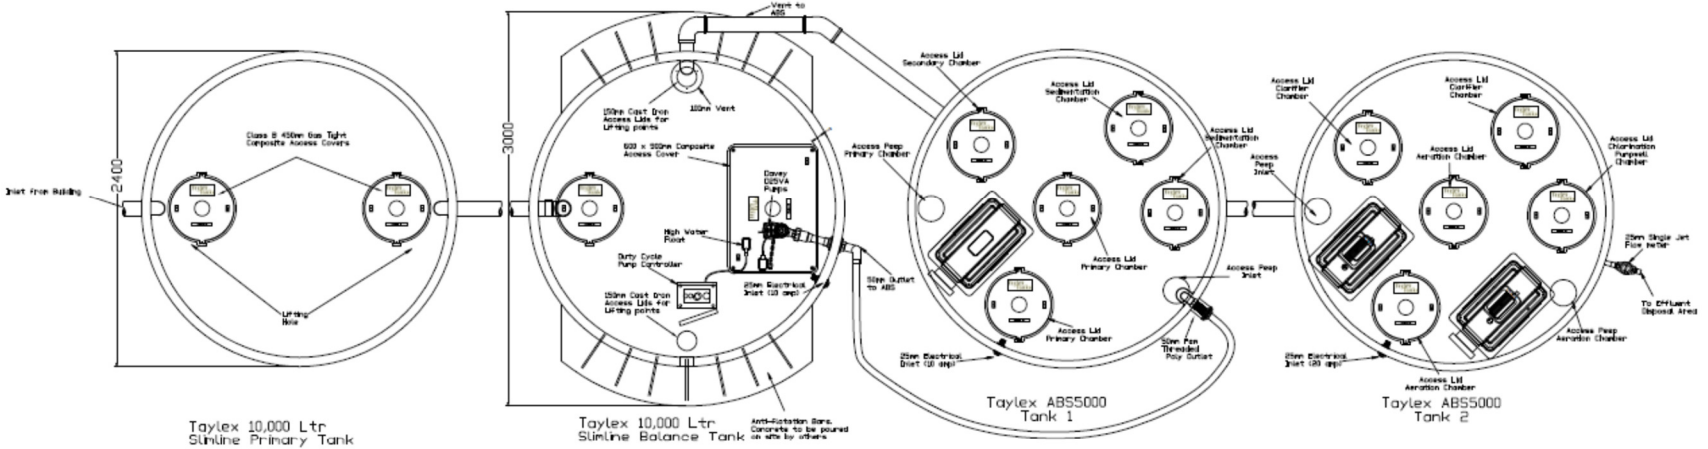 Inlet from Building
2400
Class B 450mm Gas Tight
Composite Access Covers
Lifting
Hole
Taylex 10,000 Ltr
Slimline Primary Tank
3000
Vent to
ABS
150mm Cast Iron
Access Lids for
Lifting points
100mm Vent
600 x 900mm Composite
Access Cover
Davey
D25VA
Pumps
High Water
Float
Duty Cycle
Pump Controller
25mm Electrical
Inlet (10 amp)
150mm Cast Iron
Access Lids for
Lifting points
50mm Outlet
to ABS
Taylex 10,000 Ltr
Slimline Balance Tank
Anti-Flotation Bars.
Concrete to be poured
on site by others
Access Lid
Secondary Chamber
Access Lid
Sedimentation
Chamber
Access Lid
Sedimentation
Chamber
Access Peep
Primary Chamber
Access Lid
Primary Chamber
Access Peep
Inlet
Access Lid
Primary Chamber
25mm Electrical
Inlet (10 amp)
50mm Fem
Threaded
Poly Outlet
Taylex ABS5000
Tank 1
Access Lid
Clariffer
Chamber
Access Lid
Clariffer
Chamber
Access Lid
Aeration Chamber
Access Lid
Chlorination
Pumpwell Chamber
Access
Peep
Inlet
25mm Single Jet
Flow meter
To Effluent
Disposal Area
Access Peep
Aeration Chamber
25mm Electrical
Inlet (20 amp)
Access Lid
Aeration Chamber
Taylex ABS5000
Tank 2